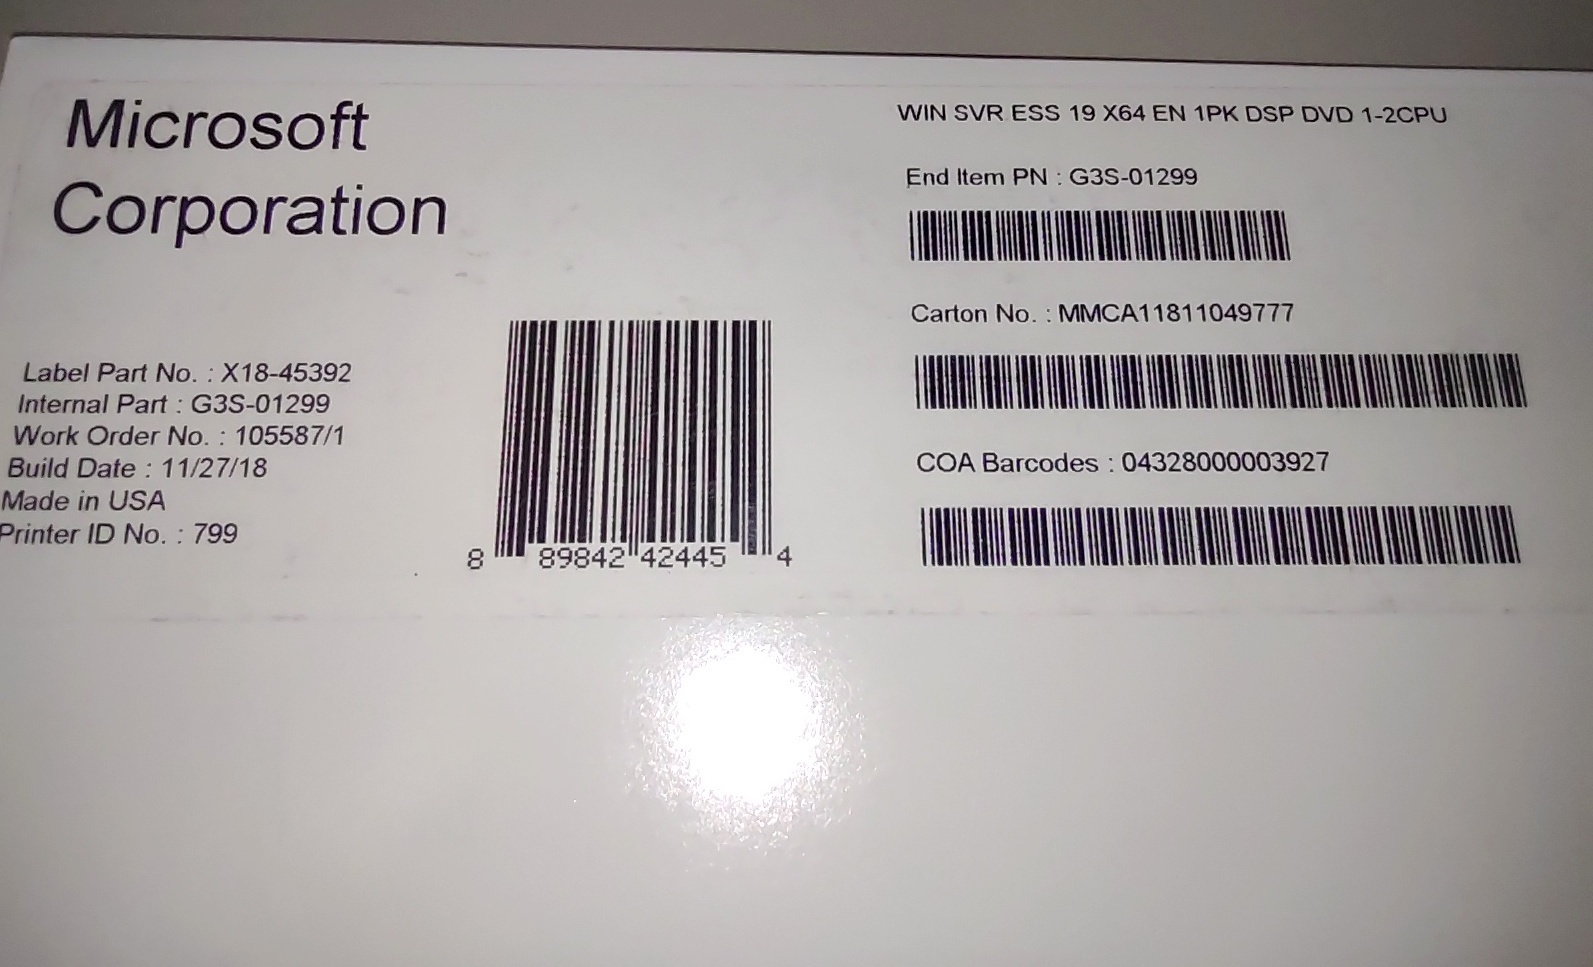 Microsoft
Corporation
Label Part No. : X18-45392
Internal Part : G3S-01299
Work Order No. : 105587/1
Build Date : 11/27/18
Made in USA
Printer ID No. : 799
8 89842 42445 4
WIN SVR ESS 19 X64 EN 1PK DSP DVD 1-2CPU
End Item PN : G3S-01299
Carton No. : MMCA11811049777
COA Barcodes : 04328000003927